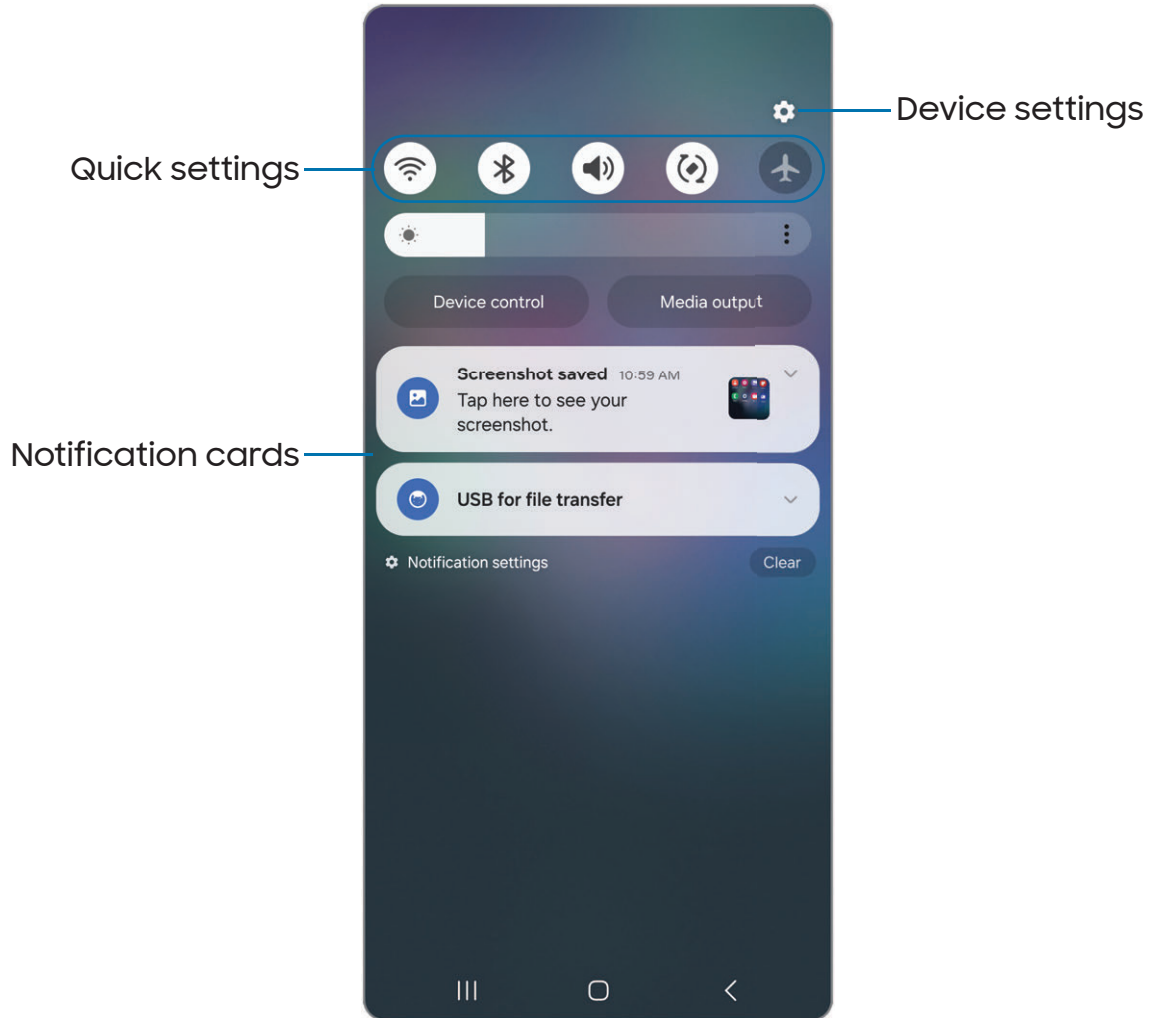 Device settings
Quick settings
Device control
Media output
Screenshot saved 10:59 AM
Tap here to see your
screenshot.
Notification cards
USB for file transfer
Notification settings
Clear